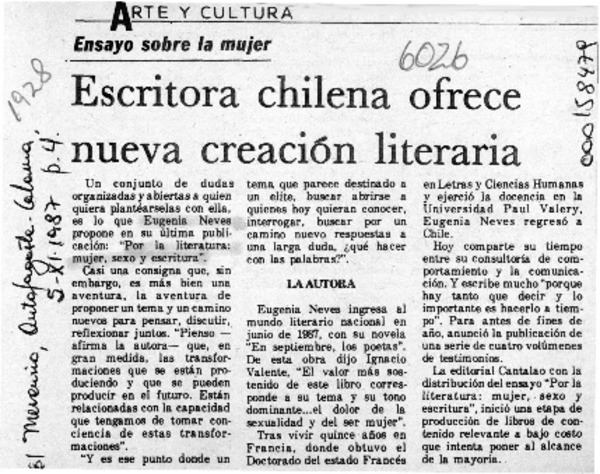 ARTE Y CULTURA
Ensayo sobre la mujer
6026
000158479
1928
Escritora chilena ofrece
nueva creación literaria
El Mercurio Antofagasta-Calama,
5-XI-1987 p. 4.
Un conjunto de dudas
organizadas y abiertas a quien
quiera plantéarselas con ella,
es lo que Eugenia Neves
propone en su última publi-
cación: "Por la literatura:
mujer, sexo y escritura".
Casi una consigna que, sin
embargo, es más bien una
aventura, la aventura de
proponer un tema y un camino
nuevos para pensar, discutir,
reflexionar juntos. "Pienso —
afirma la autora— que, en
gran medida, las transfor-
maciones que se están
produciendo y que se pueden
producir en el futuro. Están
relacionadas con la capacidad
que tengamos de tomar con-
ciencia de estas transfor-
maciones".
"Y es ese punto donde un
tema que parece destinado a
un elite, buscar abrirse a
quienes hoy quieran conocer,
interrogar, buscar por un
camino nuevo respuestas a
una larga duda, ¿qué hacer
con las palabras?".
LA AUTORA
Eugenia Neves ingresa al
mundo literario nacional en
junio de 1987, con su novela
"En septiembre, los poetas".
De esta obra dijo Ignacio
Valente, "El valor más sos-
tenido de este libro corres-
ponde a su tema y su tono
dominante...el dolor de la
sexualidad y del ser mujer".
Tras vivir quince años en
Francia, donde obtuvo el
Doctorado del estado Francés
en Letras y Ciencias Humanas
y ejerció la docencia en la
Universidad Paul Valery,
Eugenia Neves regresó a
Chile.
Hoy comparte su tiempo
entre su consultoría de com-
portamiento y la comunica-
ción. Y escribe mucho "porque
hay tanto que decir y lo
importante es hacerlo a tiem-
po". Para antes de fines de
año, anunció la publicación de
una serie de cuatro volúmenes
de testimonios.
La editorial Cantalao con la
distribución del ensayo "Por la
literatura: mujer, sexo y
escritura", inició una etapa de
producción de libros de con-
tenido relevante a bajo costo
que intenta poner al alcance
de la mayoría.